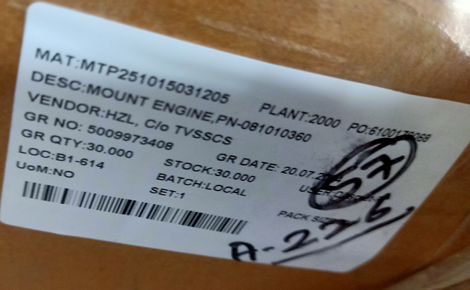 MAT:MTP251015031205 PLANT:2000
DESC:MOUNT ENGINE,PN-081010360
VENDOR:HZL, C/o TVSSCS
GR NO: 5009973408 GR DATE: 20.07.
GR QTY:30.000 STOCK:30.000
LOC:B1-614 BATCH:LOCAL
UoM:NO SET:1
PACK SIZE
A-276